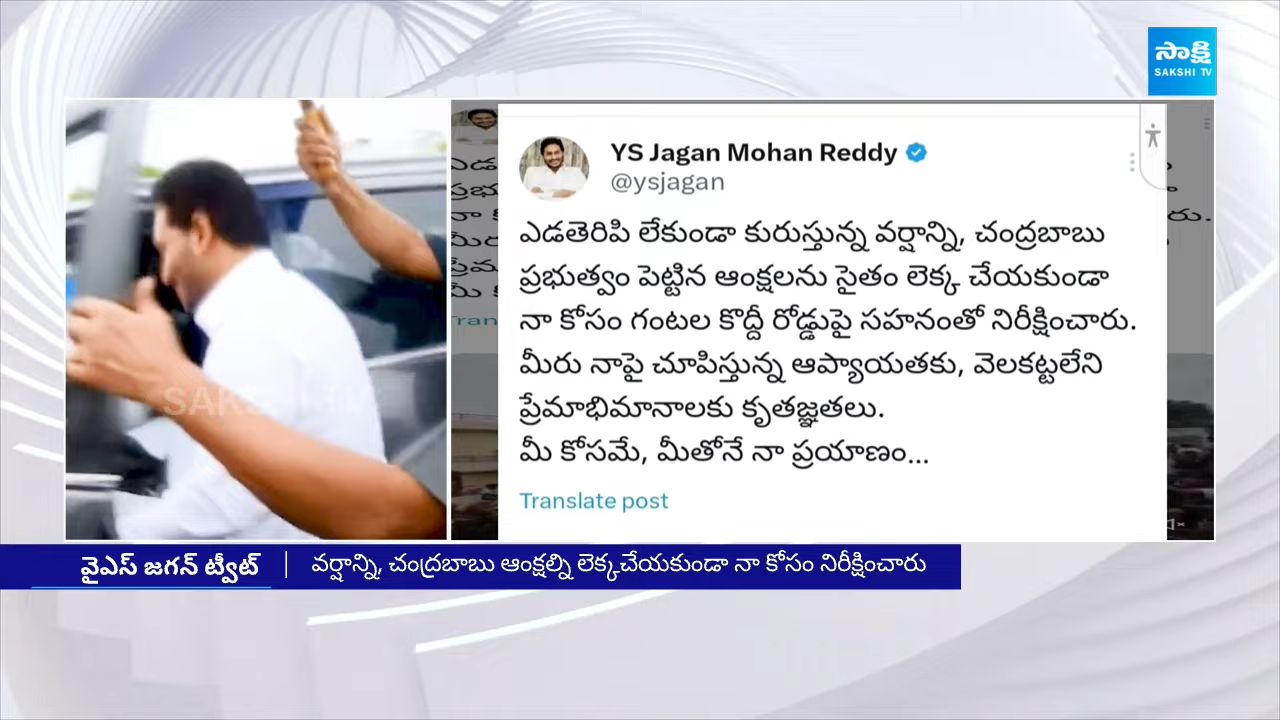 సాక్షి
SAKSHI TV
YS Jagan Mohan Reddy
@ysjagan
ఎడతెరిపి లేకుండా కురుస్తున్న వర్షాన్ని, చంద్రబాబు
ప్రభుత్వం పెట్టిన ఆంక్షలను సైతం లెక్క చేయకుండా
నా కోసం గంటల కొద్దీ రోడ్డుపై సహనంతో నిరీక్షించారు.
మీరు నాపై చూపిస్తున్న ఆప్యాయతకు, వెలకట్టలేని
ప్రేమాభిమానాలకు కృతజ్ఞతలు.
మీ కోసమే, మీతోనే నా ప్రయాణం...
Translate post
వైఎస్ జగన్ ట్వీట్
వర్షాన్ని, చంద్రబాబు ఆంక్షల్ని లెక్కచేయకుండా నా కోసం నిరీక్షించారు